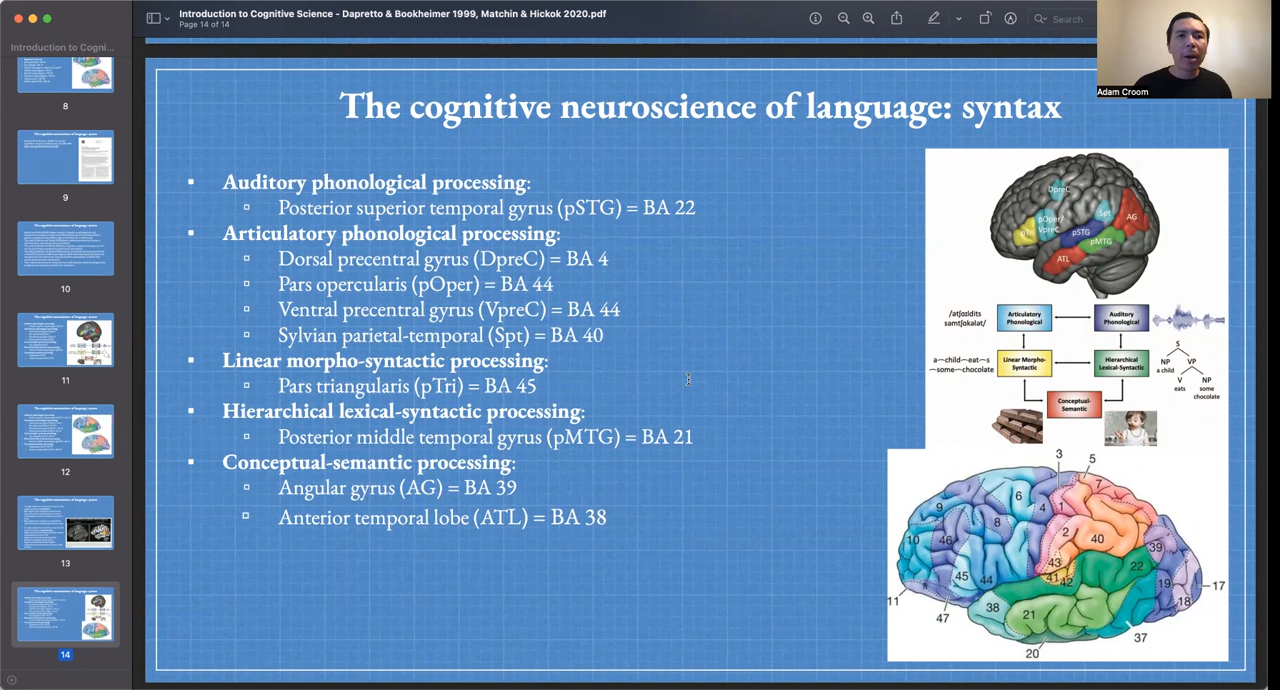 Introduction to Cognitive Science - Dapretto & Bookheimer 1999, Matchin & Hickok 2020.pdf
Page 14 of 14
Search
Adam Croom
Introduction to Cogni...
8
9
10
11
12
13
14
The cognitive neuroscience of language: syntax
Auditory phonological processing:
Posterior superior temporal gyrus (pSTG) = BA 22
Articulatory phonological processing:
Dorsal precentral gyrus (DpreC) = BA 4
Pars opercularis (pOper) = BA 44
Ventral precentral gyrus (VpreC) = BA 44
Sylvian parietal-temporal (Spt) = BA 40
Linear morpho-syntactic processing:
Pars triangularis (pTri) = BA 45
Hierarchical lexical-syntactic processing:
Posterior middle temporal gyrus (pMTG) = BA 21
Conceptual-semantic processing:
Angular gyrus (AG) = BA 39
Anterior temporal lobe (ATL) = BA 38
DpreC
pOper/
VpreC
Spt
AG
pTri
pSTG
pMTG
ATL
Articulatory
Phonological
Auditory
Phonological
Linear Morpho-
Syntactic
Hierarchical
Lexical-Syntactic
Conceptual-
Semantic
a—child—eat—s
—some—chocolate
S
NP
VP
a child
V
NP
eats
some
chocolate
3
5
7
6
4
1
9
8
2
10
46
40
39
43
41
42
22
45
44
19
17
11
38
21
18
47
37
20